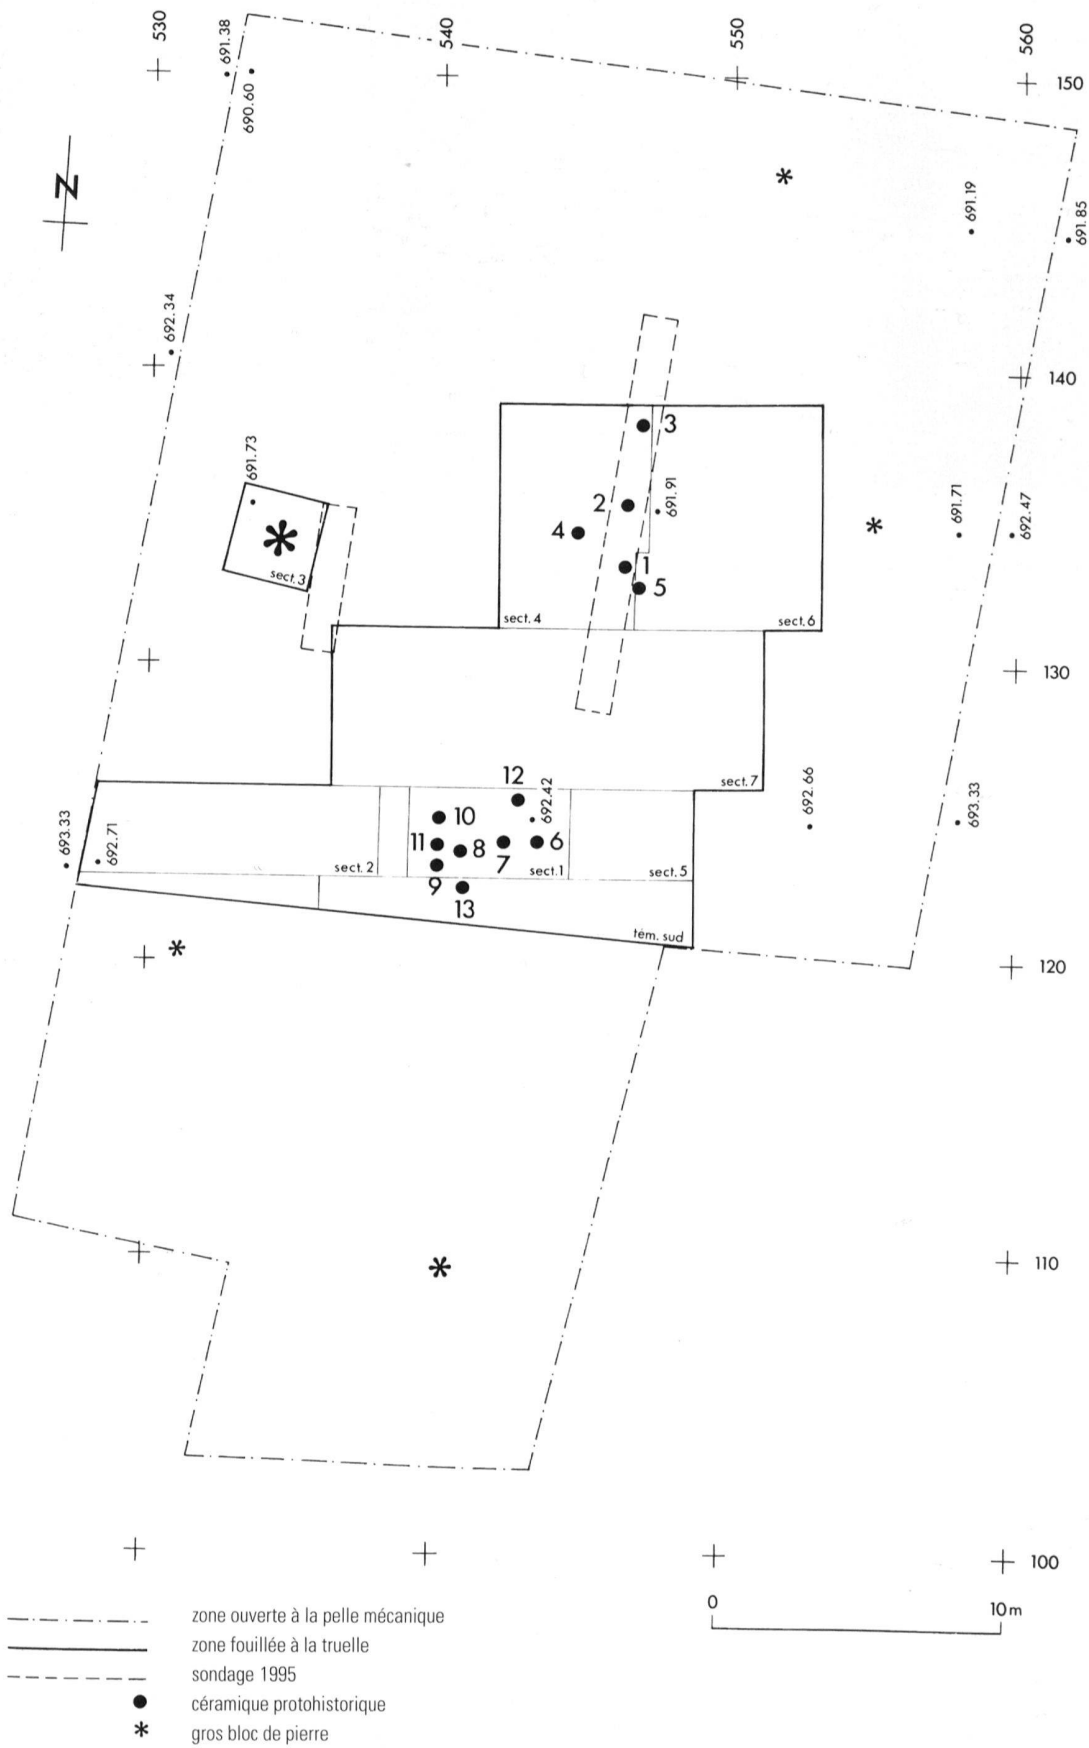 530
540
550
560
691.38
690.60
150
N
691.19
691.85
692.34
140
691.73
3
2
691.91
4
691.71
692.47
1
sect. 3
5
sect. 4
sect. 6
130
12
sect. 7
692.42
692.66
693.33
693.33
692.71
10
11
8
7
6
sect. 2
sect. 1
sect. 5
9
13
tém. sud
120
110
100
0
10 m
zone ouverte à la pelle mécanique
zone fouillée à la truelle
sondage 1995
céramique protohistorique
gros bloc de pierre